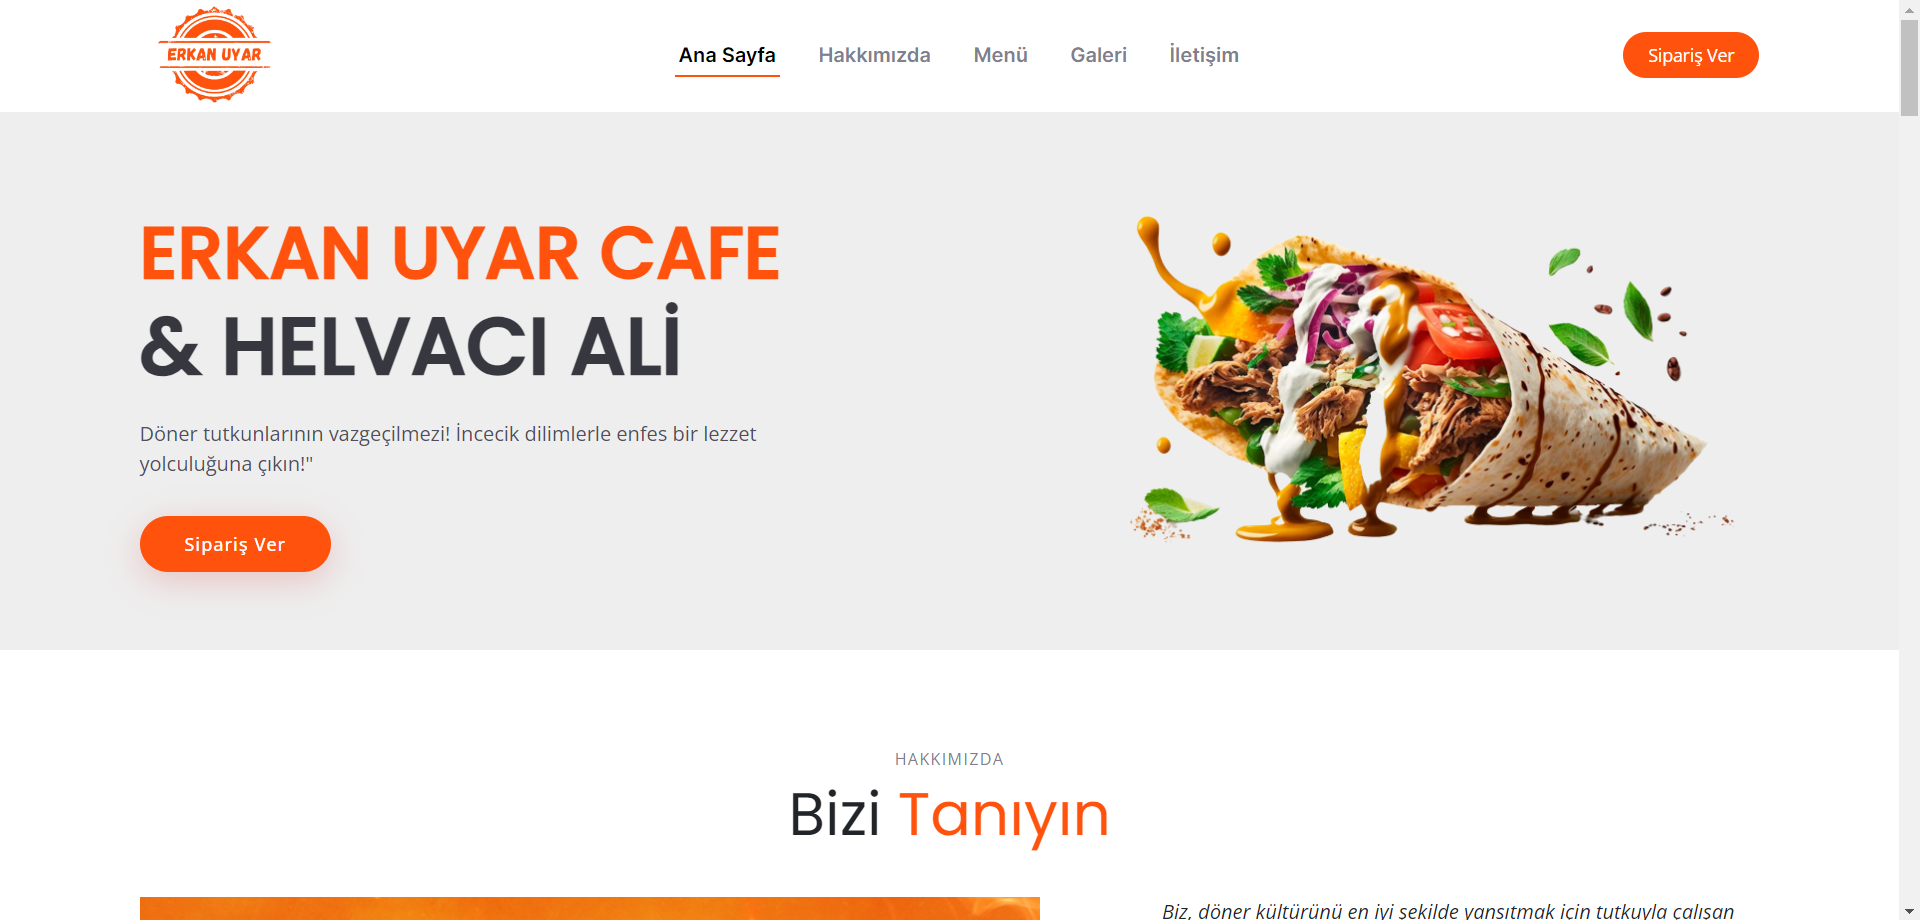 ERKAN UYAR
Ana Sayfa
Hakkımızda
Menü
Galeri
İletişim
Sipariş Ver
ERKAN UYAR CAFE
& HELVACI ALİ
Döner tutkunlarının vazgeçilmezi! İncecik dilimlerle enfes bir lezzet
yolculuğuna çıkın!"
Sipariş Ver
HAKKIMIZDA
Bizi Tanıyın
Biz, döner kültürünü en iyi şekilde yansıtmak için tutkuyla çalışan